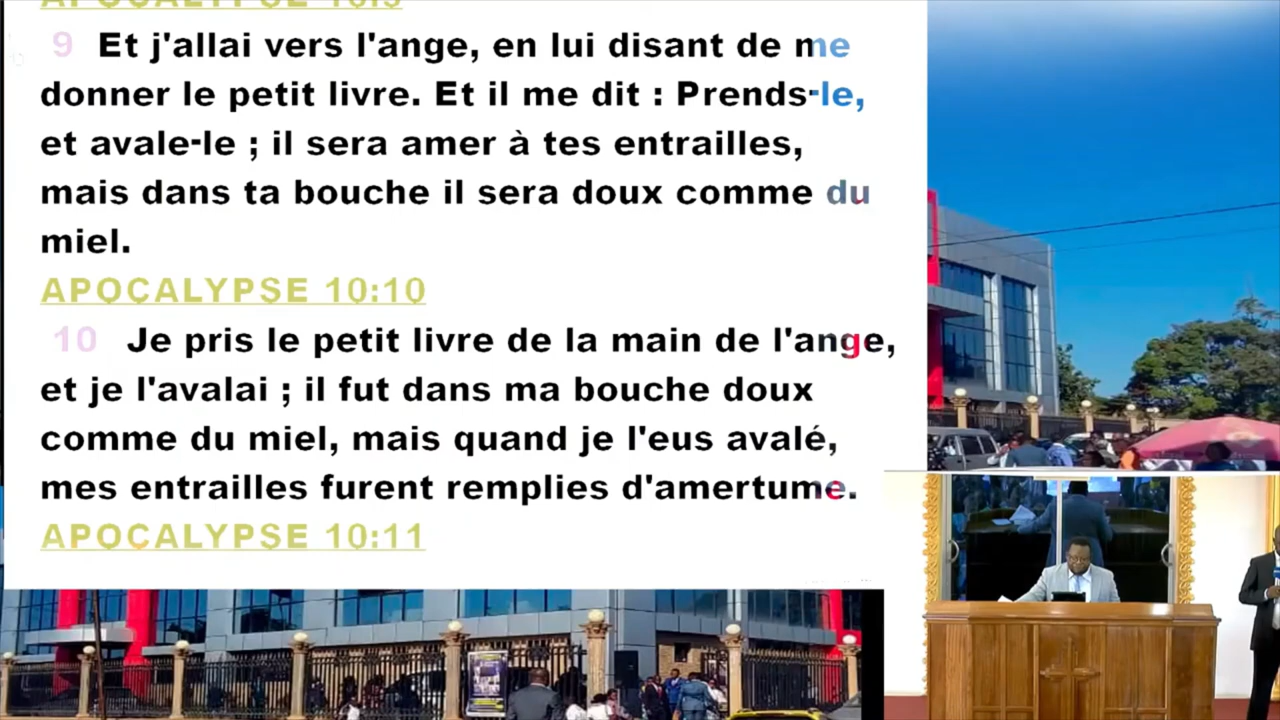 APOCALYPSE 10:9
9 Et j'allai vers l'ange, en lui disant de me
donner le petit livre. Et il me dit : Prends-le,
et avale-le ; il sera amer à tes entrailles,
mais dans ta bouche il sera doux comme du
miel.
APOCALYPSE 10:10
10 Je pris le petit livre de la main de l'ange,
et je l'avalai ; il fut dans ma bouche doux
comme du miel, mais quand je l'eus avalé,
mes entrailles furent remplies d'amertume.
APOCALYPSE 10:11